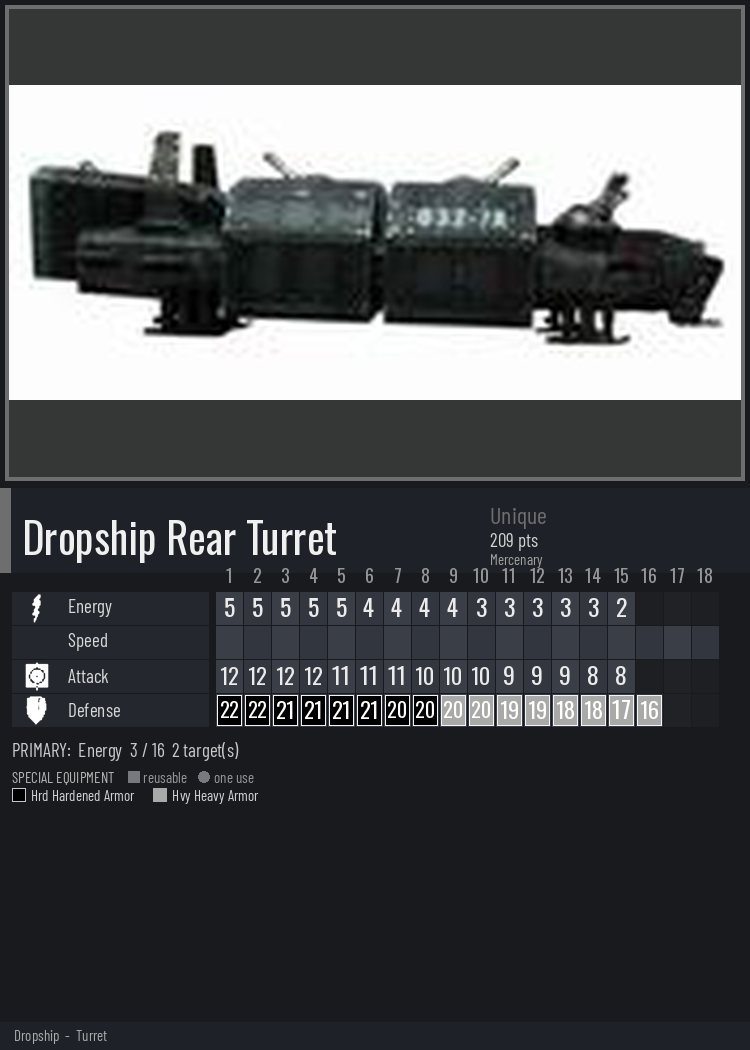 032-7A
Dropship Rear Turret
Unique
209 pts
Mercenary
1 2 3 4 5 6 7 8 9 10 11 12 13 14 15 16 17 18
Energy 5 5 5 5 5 4 4 4 4 3 3 3 3 3 2
Speed
Attack 12 12 12 12 11 11 11 10 10 10 9 9 9 8 8
Defense 22 22 21 21 21 21 20 20 20 20 19 19 18 18 17 16
PRIMARY: Energy 3 / 16 2 target(s)
SPECIAL EQUIPMENT reusable one use
Hrd Hardened Armor Hvy Heavy Armor
Dropship - Turret